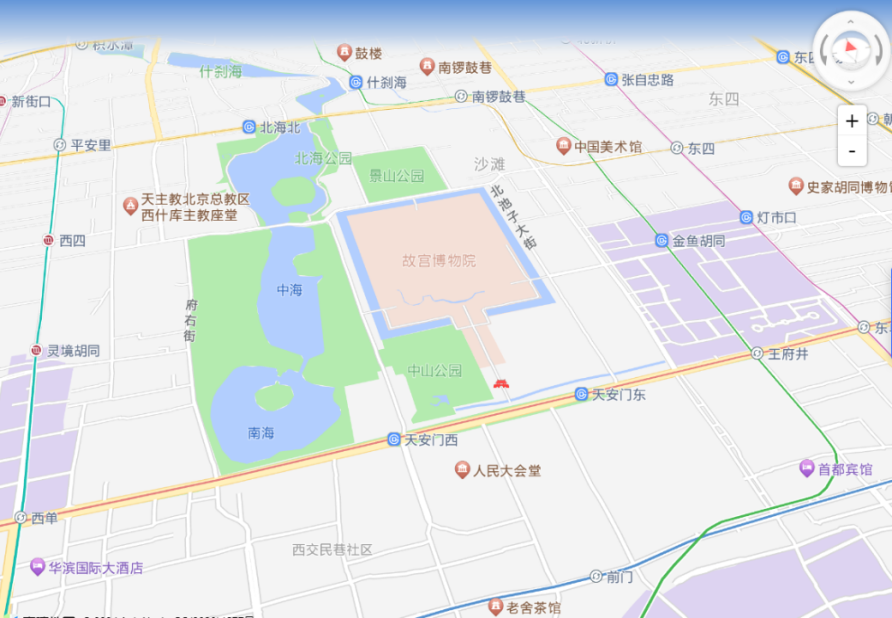 积水潭
鼓楼
什刹海
南锣鼓巷
什刹海
张自忠路
东四
新街口
南锣鼓巷
北海北
平安里
北海公园
景山公园
沙滩
中国美术馆
东四
天主教北京总教区
西什库主教座堂
北池子大街
史家胡同博物
灯市口
西四
金鱼胡同
故宫博物院
中海
府右街
灵境胡同
中山公园
王府井
天安门东
南海
天安门西
人民大会堂
首都宾馆
西单
西交民巷社区
华滨国际大酒店
前门
老舍茶馆
+
-